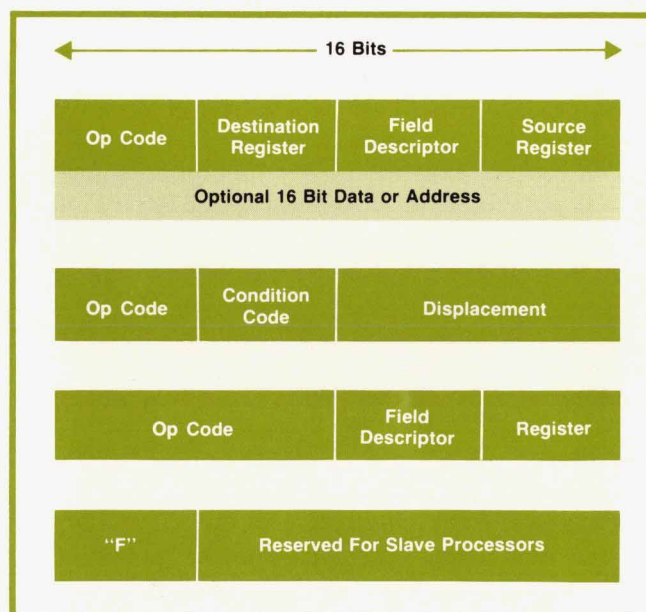 16 Bits
Op Code
Destination
Register
Field
Descriptor
Source
Register
Optional 16 Bit Data or Address
Op Code
Condition
Code
Displacement
Op Code
Field
Descriptor
Register
“F”
Reserved For Slave Processors